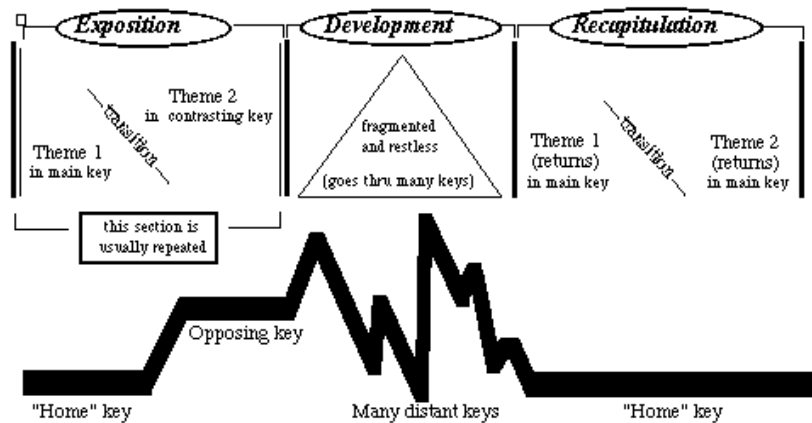 Exposition
Development
Recapitulation
Theme 1
in main key
transition
Theme 2
in contrasting key
fragmented
and restless
(goes thru many keys)
Theme 1
(returns)
in main key
transition
Theme 2
(returns)
in main key
this section is
usually repeated
Opposing key
"Home" key
Many distant keys
"Home" key